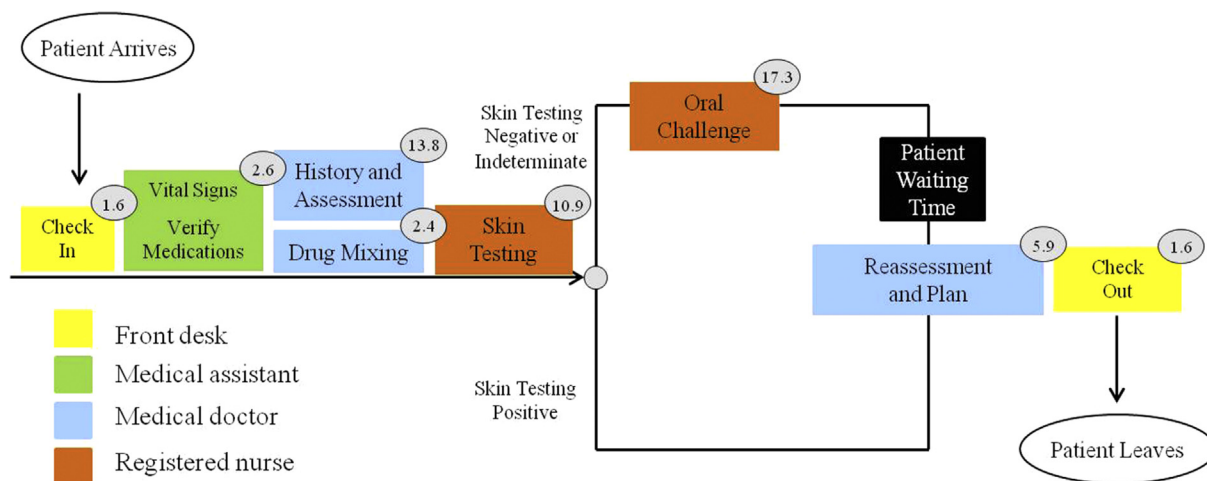 Patient Arrives
1.6
Check
In
2.6
Vital Signs
Verify
Medications
13.8
History and
Assessment
2.4
Drug Mixing
10.9
Skin
Testing
Skin Testing
Negative or
Indeterminate
17.3
Oral
Challenge
Patient
Waiting
Time
5.9
Reassessment
and Plan
1.6
Check
Out
Skin Testing
Positive
Patient Leaves
Front desk
Medical assistant
Medical doctor
Registered nurse